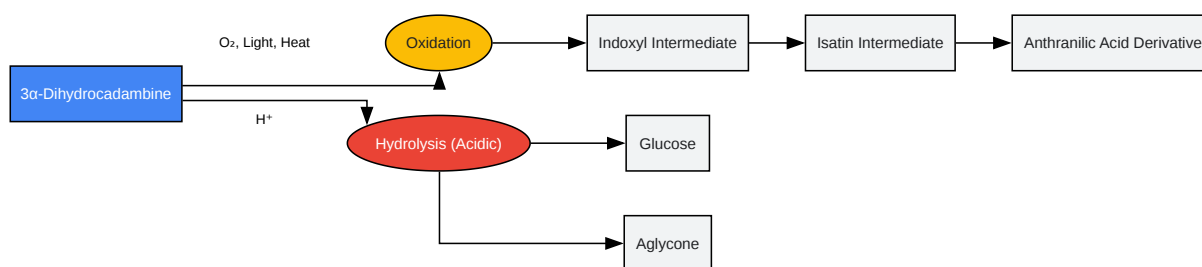 O₂, Light, Heat
Oxidation
Indoxyl Intermediate
Isatin Intermediate
Anthranilic Acid Derivative
3α-Dihydrocadambine
H⁺
Hydrolysis (Acidic)
Glucose
Aglycone